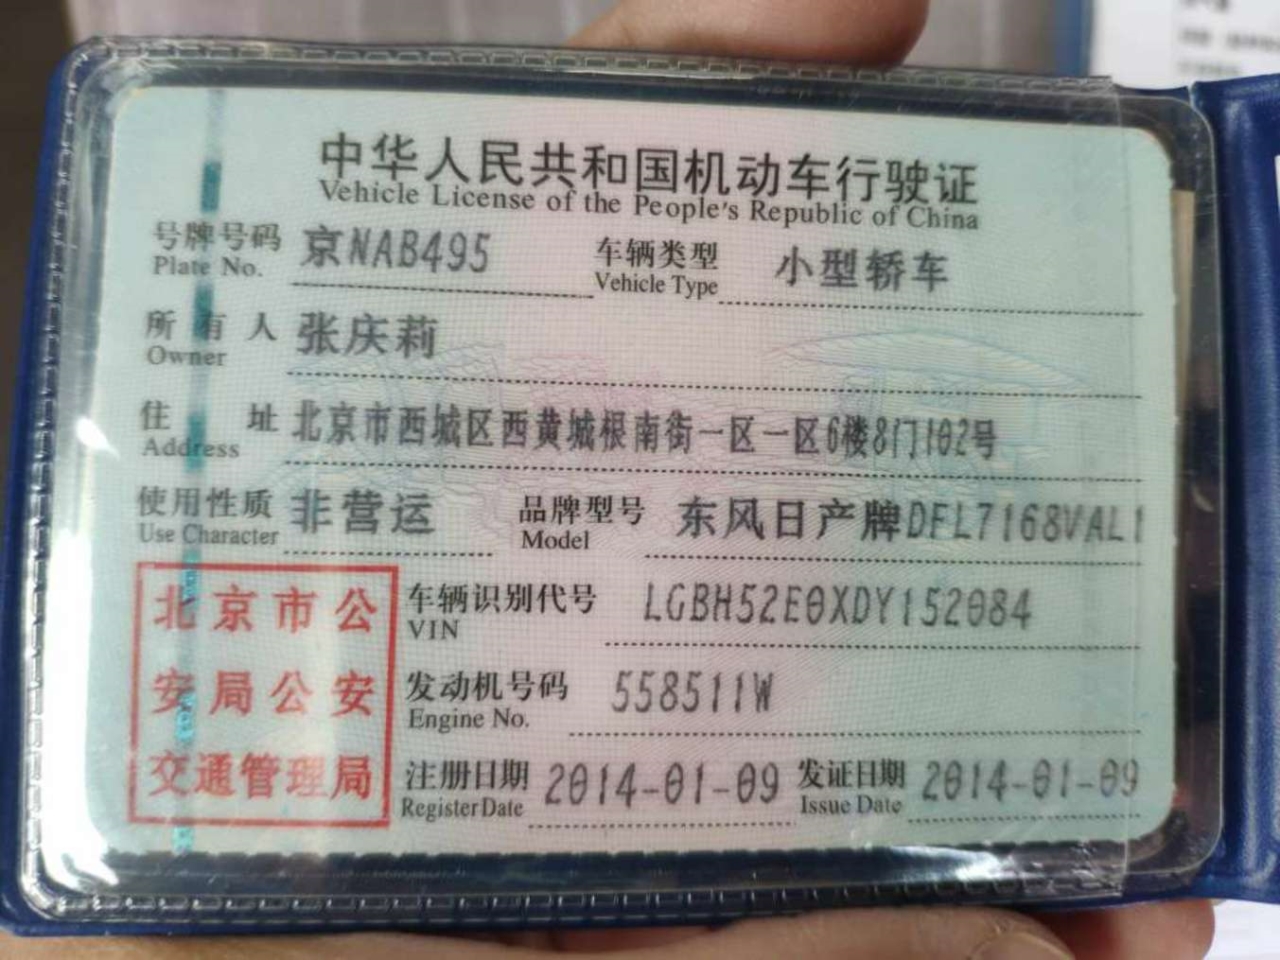 中华人民共和国机动车行驶证
Vehicle License of the People's Republic of China
号牌号码 京NAB495 车辆类型 小型轿车
Plate No. Vehicle Type
所有人 张庆莉
Owner
住址 北京市西城区西黄城根南街一区一区6楼8门102号
Address
使用性质 非营运 品牌型号 东风日产牌DFL7168VAL1
Use Character Model
北京市公
安局公安
交通管理局
车辆识别代号 LGBH52E0XDY152084
VIN
发动机号码 558511W
Engine No.
注册日期 2014-01-09 发证日期 2014-01-09
Register Date Issue Date